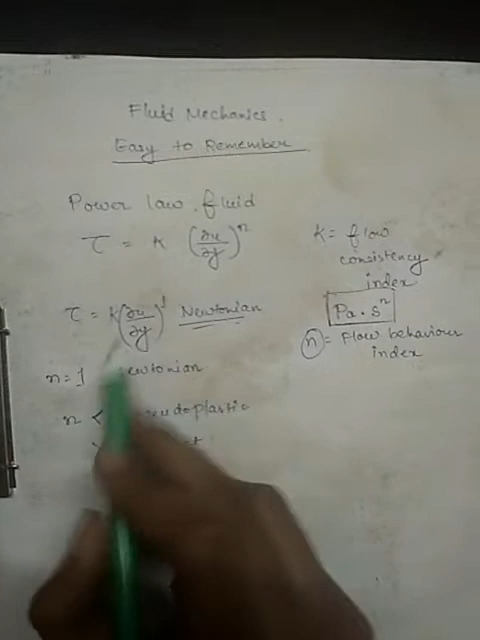 Fluid Mechanics.
Easy to Remember
Power law fluid
τ = K (∂u/∂y)^n
K = flow
consistency
index
Pa·s^n
n = Flow behaviour
index
τ = K(∂u/∂y)^1 Newtonian
n=1
n <